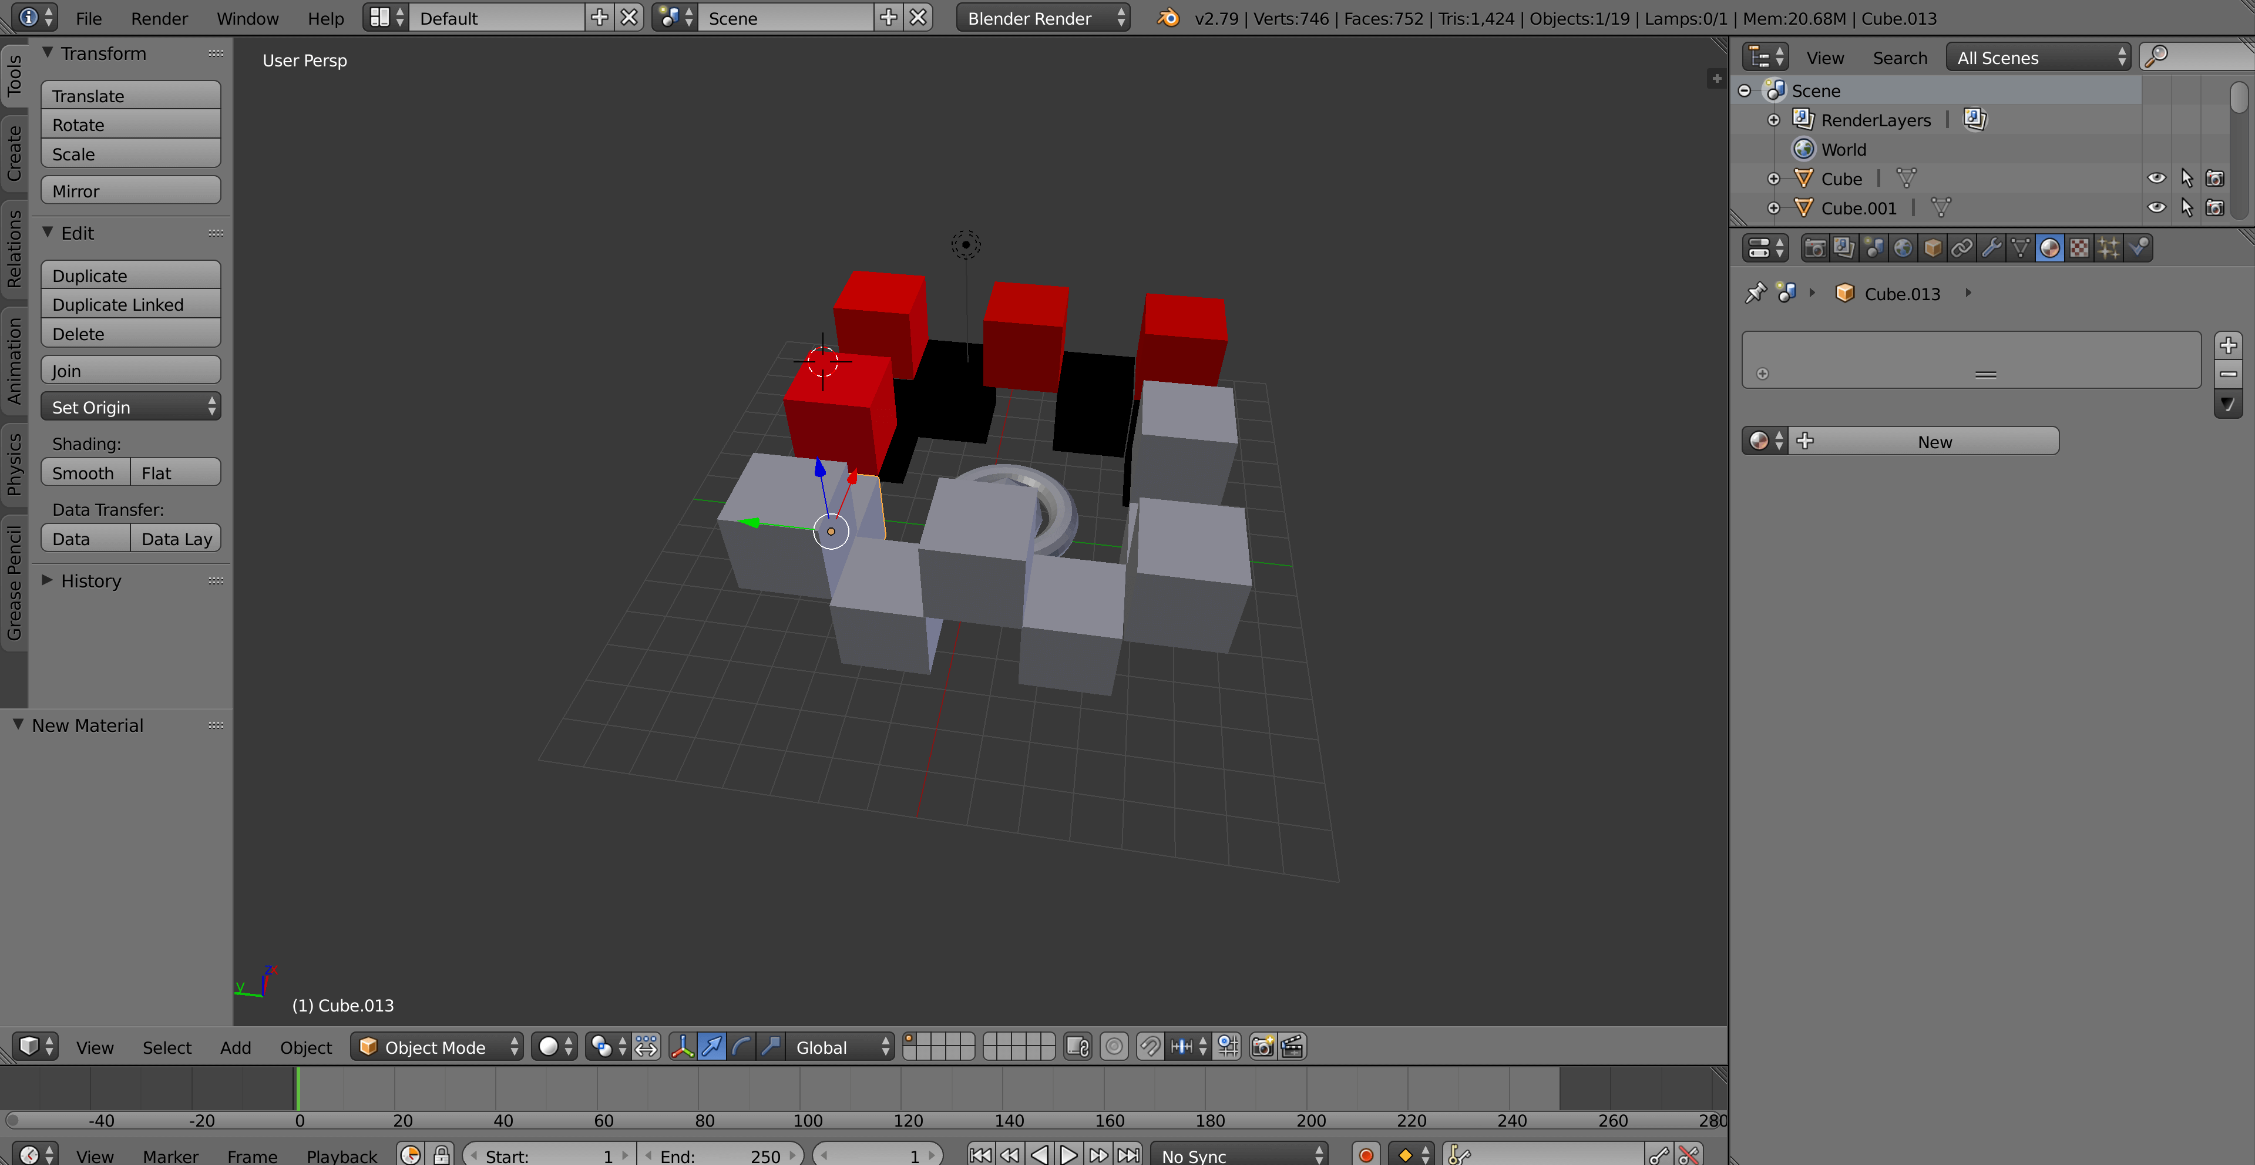 File Render Window Help Default Scene Blender Render v2.79 | Verts:746 | Faces:752 | Tris:1,424 | Objects:1/19 | Lamps:0/1 | Mem:20.68M | Cube.013
Tools
Create
Relations
Animation
Physics
Grease Pencil
Transform
Translate
Rotate
Scale
Mirror
Edit
Duplicate
Duplicate Linked
Delete
Join
Set Origin
Shading:
Smooth Flat
Data Transfer:
Data Data Lay
History
New Material
User Persp
z
y
(1) Cube.013
View Search All Scenes
Scene
RenderLayers |
World
Cube |
Cube.001 |
Cube.013
New
View Select Add Object Object Mode Global
-40 -20 0 20 40 60 80 100 120 140 160 180 200 220 240 260 280
View Marker Frame Playback Start: 1 End: 250 1 No Sync